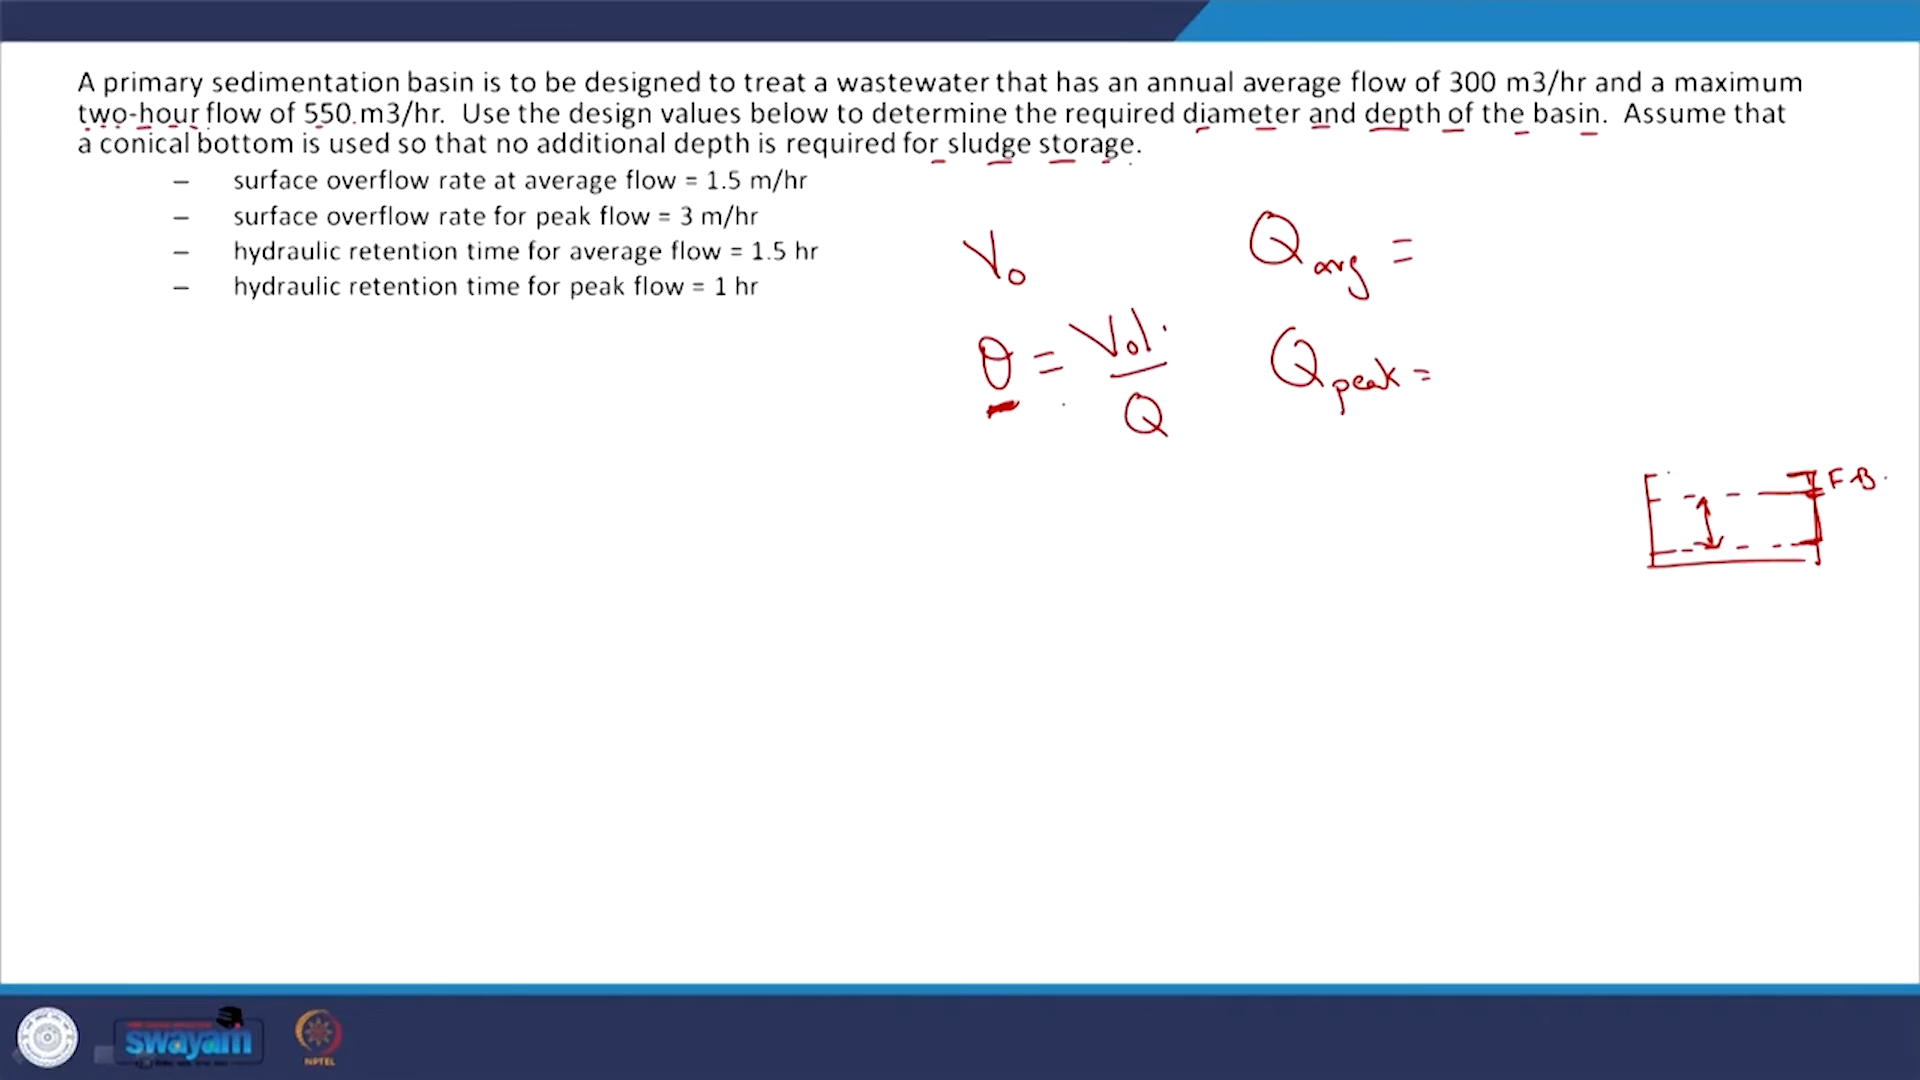 A primary sedimentation basin is to be designed to treat a wastewater that has an annual average flow of 300 m3/hr and a maximum
two-hour flow of 550 m3/hr. Use the design values below to determine the required diameter and depth of the basin. Assume that
a conical bottom is used so that no additional depth is required for sludge storage.
– surface overflow rate at average flow = 1.5 m/hr
– surface overflow rate for peak flow = 3 m/hr
– hydraulic retention time for average flow = 1.5 hr
– hydraulic retention time for peak flow = 1 hr
V₀
Q avg =
θ = Vol. / Q
Q peak =
F.B.
swayam
NPTEL